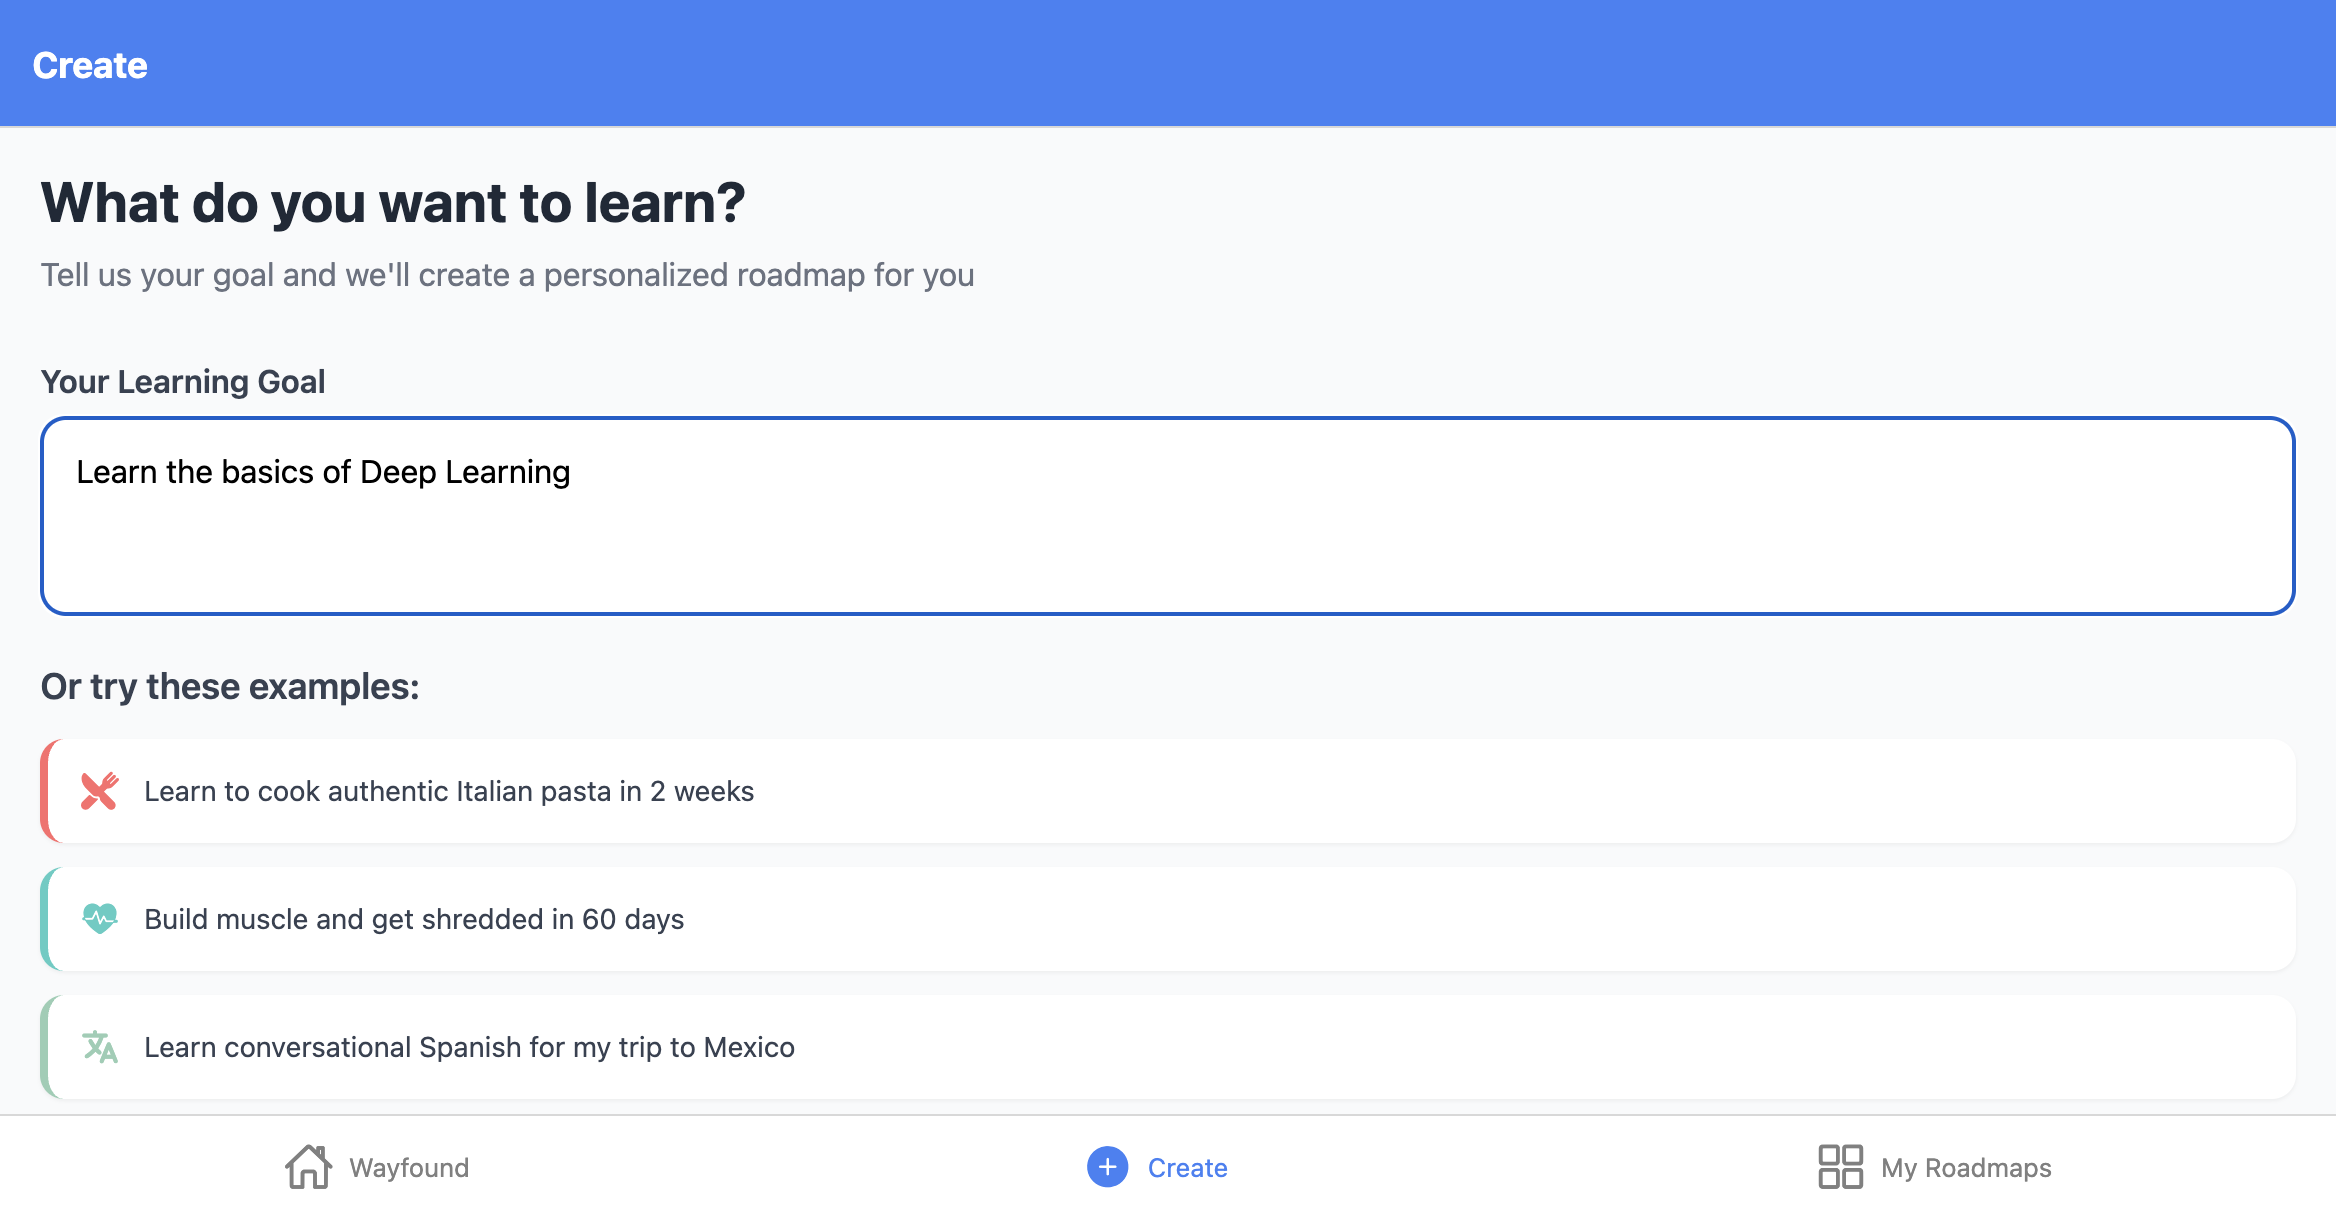 Create
What do you want to learn?
Tell us your goal and we'll create a personalized roadmap for you
Your Learning Goal
Learn the basics of Deep Learning
Or try these examples:
Learn to cook authentic Italian pasta in 2 weeks
Build muscle and get shredded in 60 days
Learn conversational Spanish for my trip to Mexico
Wayfound
Create
My Roadmaps